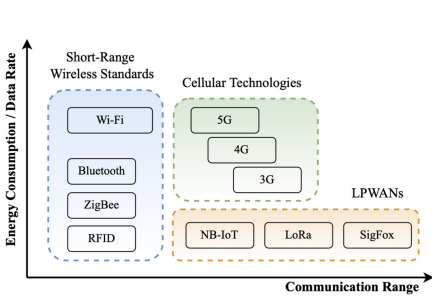 Energy Consumption / Data Rate
Short-Range
Wireless Standards
Wi-Fi
Bluetooth
ZigBee
RFID
Cellular Technologies
5G
4G
3G
LPWANs
NB-IoT
LoRa
SigFox
Communication Range